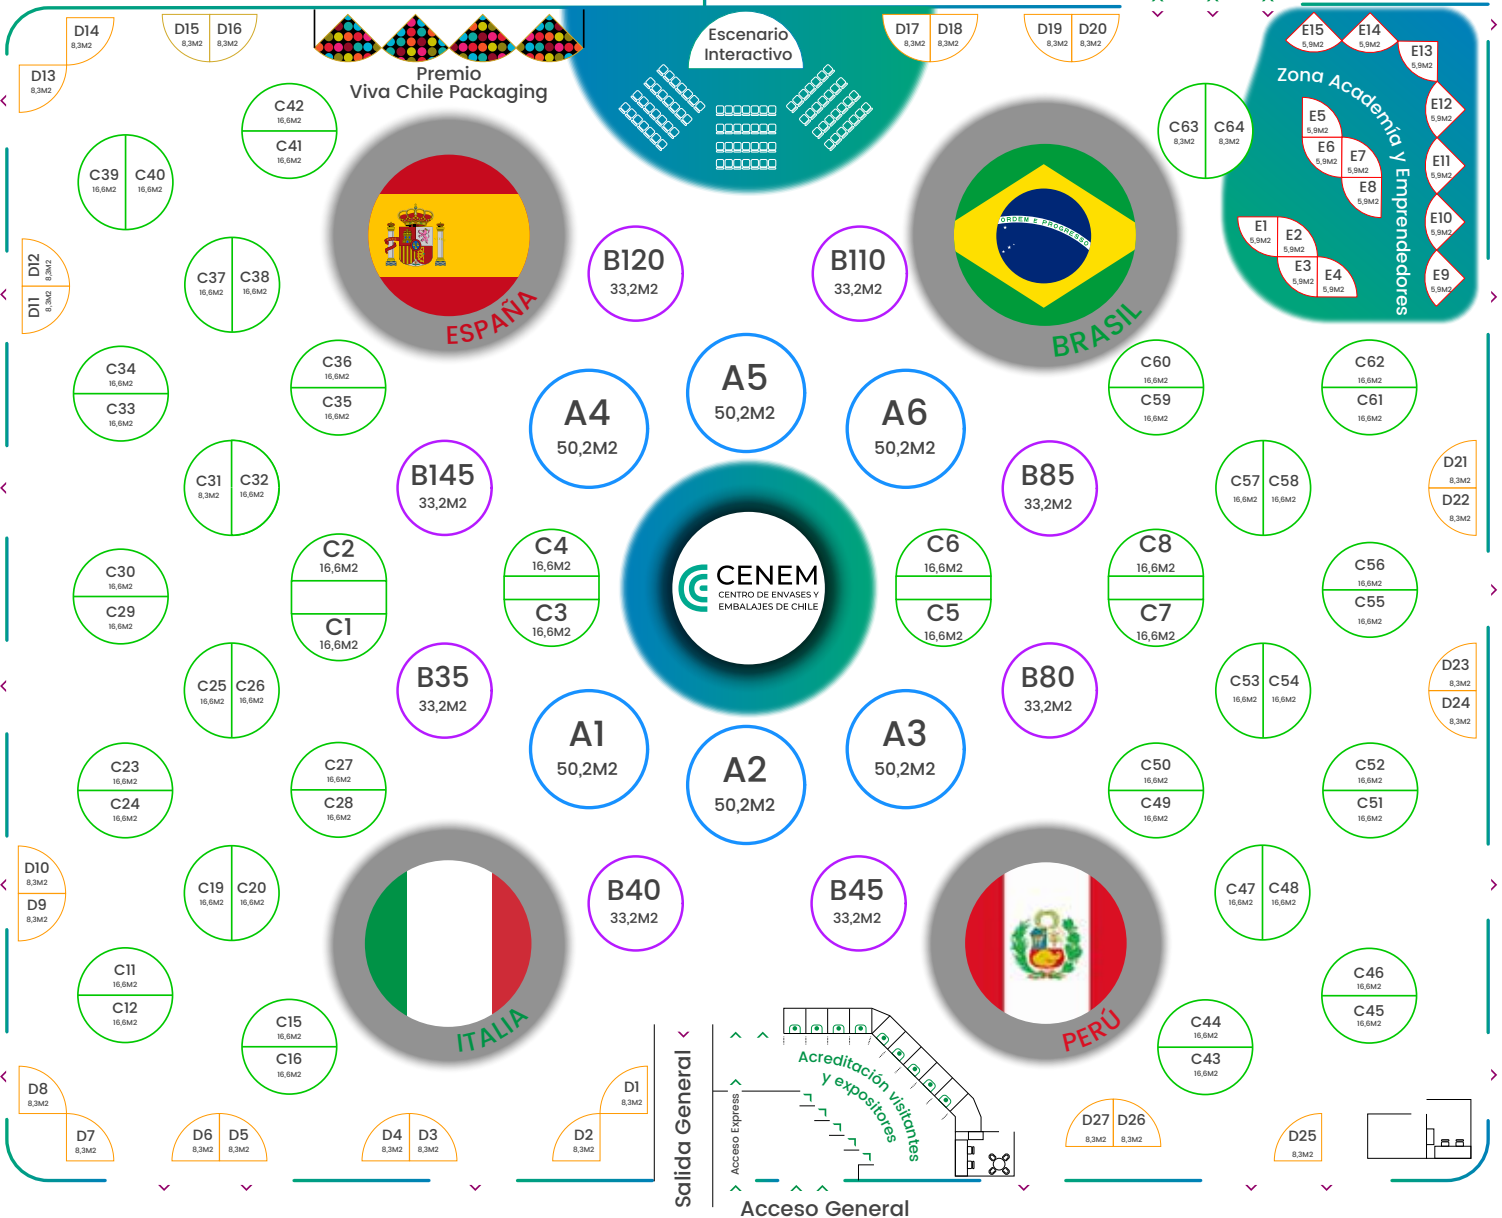 D14
8,3M2
D13
8,3M2
D15
8,3M2
D16
8,3M2
Premio
Viva Chile Packaging
Escenario
Interactivo
D17
8,3M2
D18
8,3M2
D19
8,3M2
D20
8,3M2
E15
5,9M2
E14
5,9M2
E13
5,9M2
Zona Academía y Emprendedores
E12
5,9M2
E11
5,9M2
E10
5,9M2
E9
5,9M2
E5
5,9M2
E6
5,9M2
E7
5,9M2
E8
5,9M2
E1
5,9M2
E2
5,9M2
E3
5,9M2
E4
5,9M2
C42
16,6M2
C41
16,6M2
C39
16,6M2
C40
16,6M2
C63
8,3M2
C64
8,3M2
ESPAÑA
ORDEM E PROGRESSO
BRASIL
D12
8,3M2
D11
8,3M2
C37
16,6M2
C38
16,6M2
B120
33,2M2
B110
33,2M2
C34
16,6M2
C33
16,6M2
C36
16,6M2
C35
16,6M2
A4
50,2M2
A5
50,2M2
A6
50,2M2
C60
16,6M2
C59
16,6M2
C62
16,6M2
C61
16,6M2
C31
8,3M2
C32
16,6M2
B145
33,2M2
B85
33,2M2
C57
16,6M2
C58
16,6M2
D21
8,3M2
D22
8,3M2
C30
16,6M2
C29
16,6M2
C2
16,6M2
C1
16,6M2
C4
16,6M2
C3
16,6M2
CENEM
CENTRO DE ENVASES Y
EMBALAJES DE CHILE
C6
16,6M2
C5
16,6M2
C8
16,6M2
C7
16,6M2
C56
16,6M2
C55
16,6M2
C25
16,6M2
C26
16,6M2
B35
33,2M2
B80
33,2M2
C53
16,6M2
C54
16,6M2
D23
8,3M2
D24
8,3M2
C23
16,6M2
C24
16,6M2
C27
16,6M2
C28
16,6M2
A1
50,2M2
A2
50,2M2
A3
50,2M2
C50
16,6M2
C49
16,6M2
C52
16,6M2
C51
16,6M2
D10
8,3M2
D9
8,3M2
C19
16,6M2
C20
16,6M2
B40
33,2M2
B45
33,2M2
C47
16,6M2
C48
16,6M2
C11
16,6M2
C12
16,6M2
ITALIA
PERÚ
C46
16,6M2
C45
16,6M2
C15
16,6M2
C16
16,6M2
C44
16,6M2
C43
16,6M2
D8
8,3M2
D7
8,3M2
D6
8,3M2
D5
8,3M2
D4
8,3M2
D3
8,3M2
D1
8,3M2
D2
8,3M2
Salida General
Acceso Express
Acreditación visitantes
y expositores
Acceso General
D27
8,3M2
D26
8,3M2
D25
8,3M2